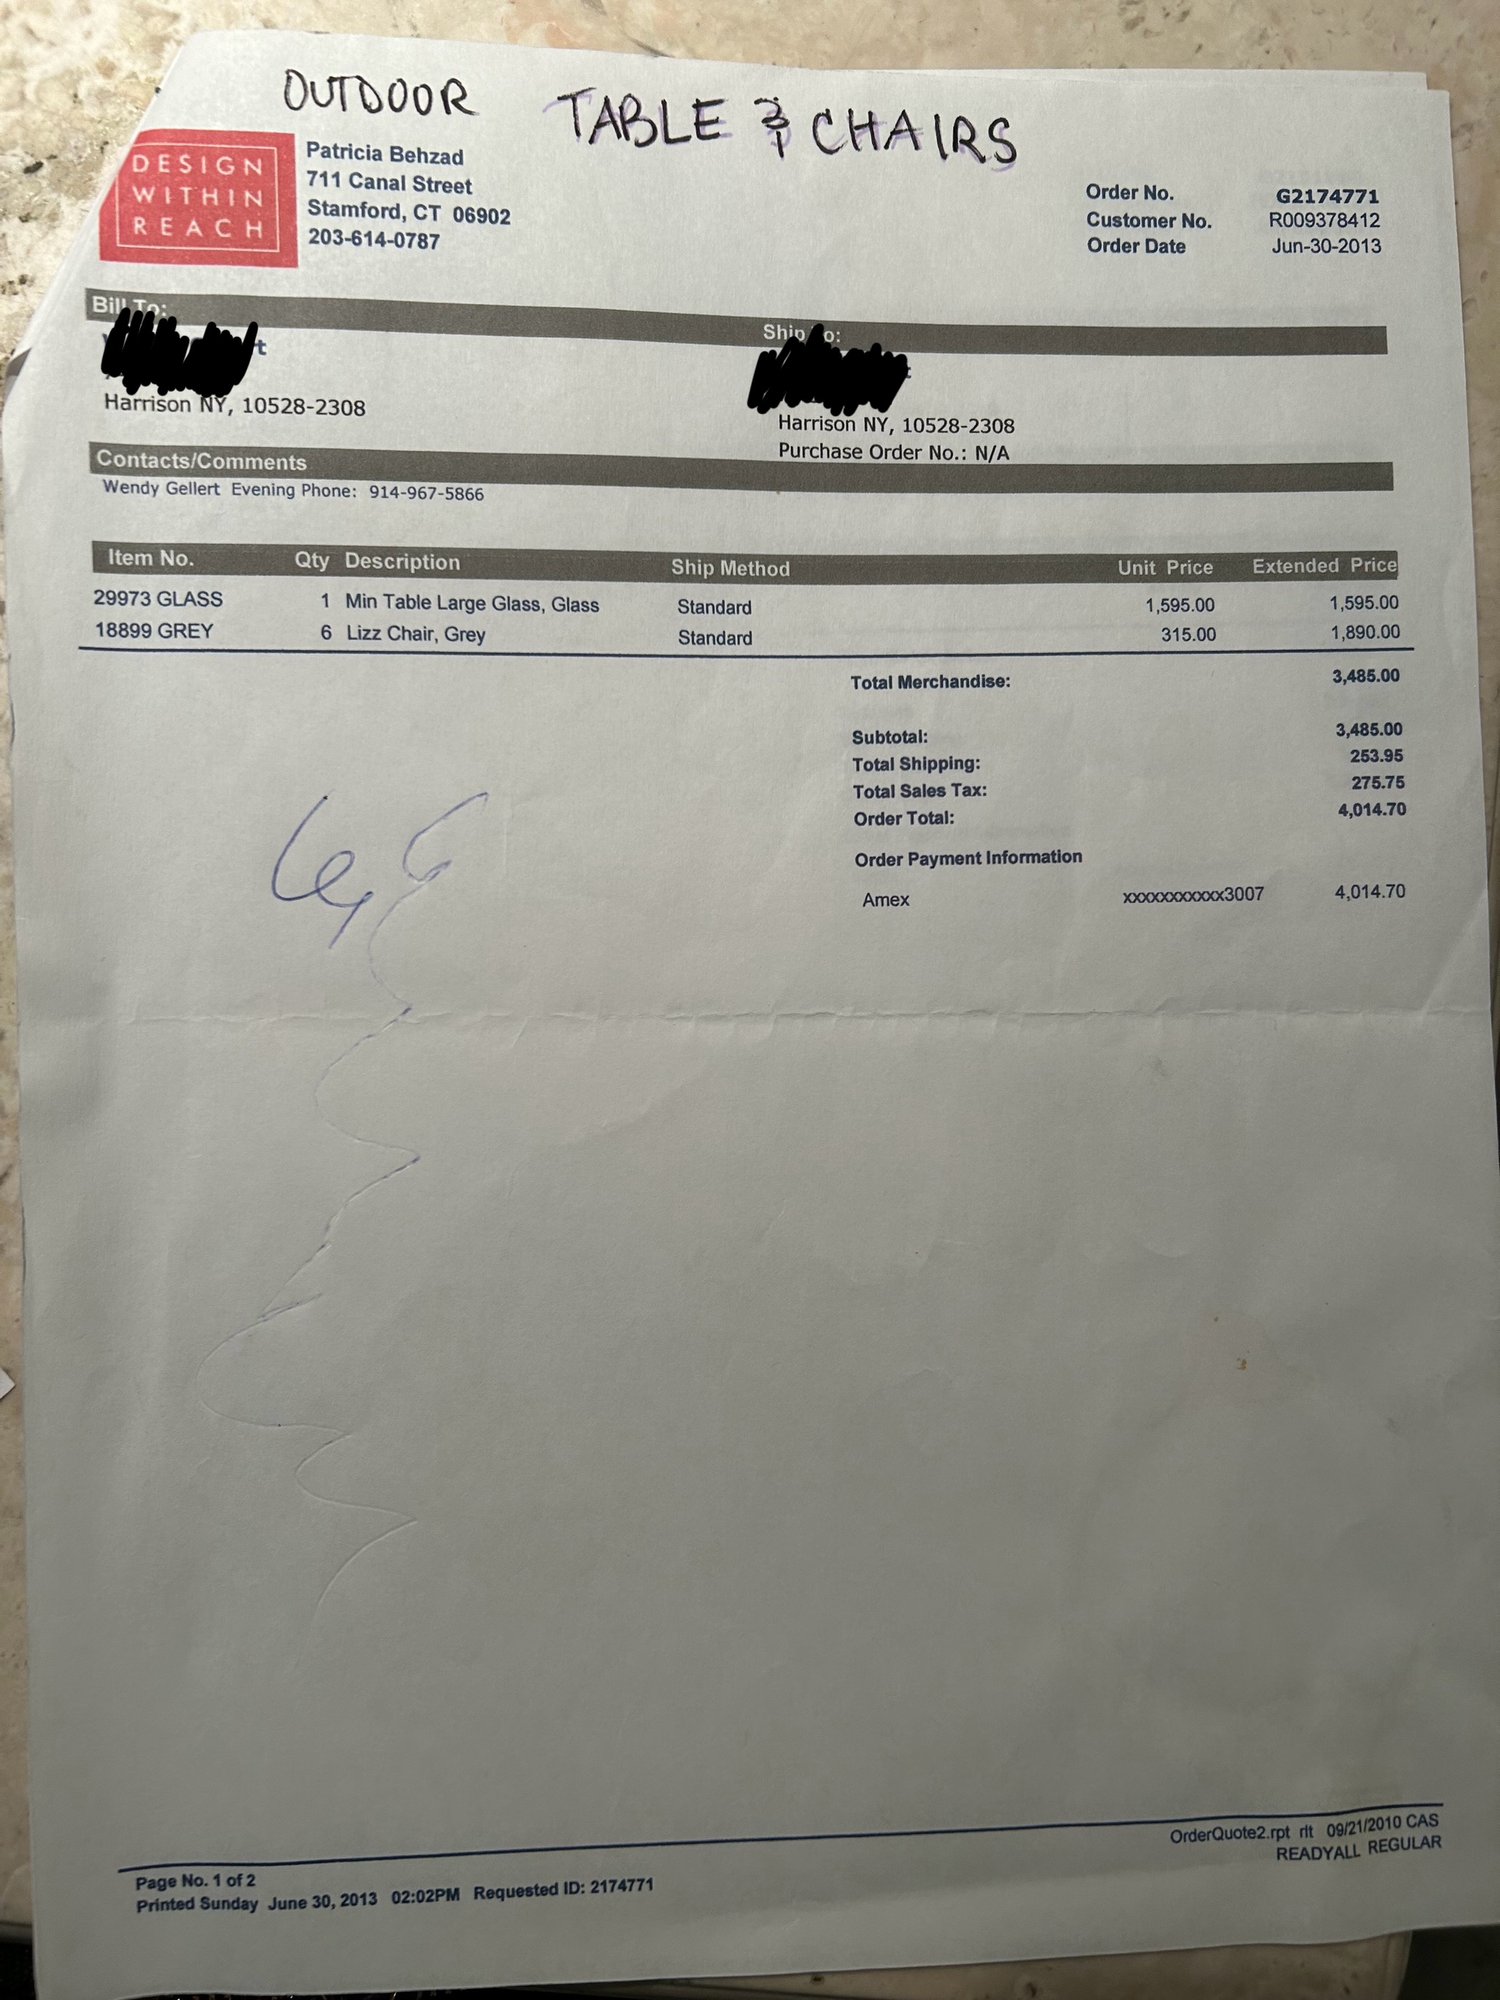 OUTDOOR TABLE & CHAIRS
DESIGN
WITHIN
REACH
Patricia Behzad
711 Canal Street
Stamford, CT 06902
203-614-0787
Order No. G2174771
Customer No. R009378412
Order Date Jun-30-2013
Bill To:
Ship To:
Harrison NY, 10528-2308
Harrison NY, 10528-2308
Purchase Order No.: N/A
Contacts/Comments
Wendy Gellert Evening Phone: 914-967-5866
Item No. Qty Description Ship Method Unit Price Extended Price
29973 GLASS 1 Min Table Large Glass, Glass Standard 1,595.00 1,595.00
18899 GREY 6 Lizz Chair, Grey Standard 315.00 1,890.00
Total Merchandise: 3,485.00
Subtotal: 3,485.00
Total Shipping: 253.95
Total Sales Tax: 275.75
Order Total: 4,014.70
Order Payment Information
Amex xxxxxxxxxxx3007 4,014.70
OrderQuote2.rpt rlt 09/21/2010 CAS
READYALL REGULAR
Page No. 1 of 2
Printed Sunday June 30, 2013 02:02PM Requested ID: 2174771